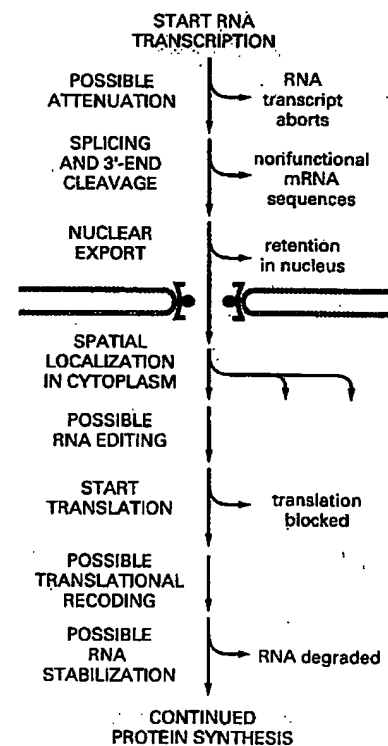 START RNA
TRANSCRIPTION
POSSIBLE
ATTENUATION
RNA
transcript
aborts
SPLICING
AND 3'-END
CLEAVAGE
nonfunctional
mRNA
sequences
NUCLEAR
EXPORT
retention
in nucleus
SPATIAL
LOCALIZATION
IN CYTOPLASM
POSSIBLE
RNA EDITING
START
TRANSLATION
translation
blocked
POSSIBLE
TRANSLATIONAL
RECODING
POSSIBLE
RNA
STABILIZATION
RNA degraded
CONTINUED
PROTEIN SYNTHESIS